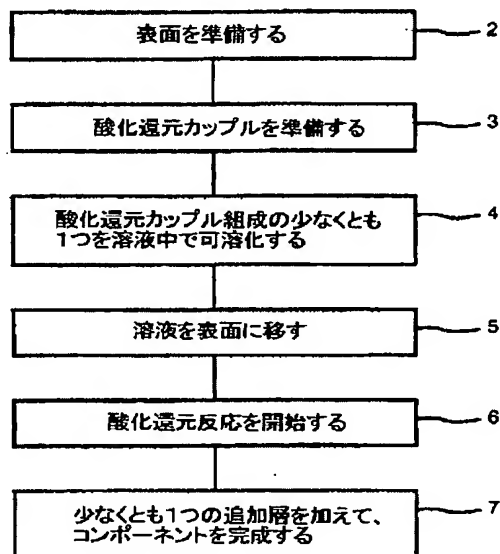 表面を準備する
2
酸化還元カップルを準備する
3
酸化還元カップル組成の少なくとも
1つを溶液中で可溶化する
4
溶液を表面に移す
5
酸化還元反応を開始する
6
少なくとも1つの追加層を加えて、
コンポーネントを完成する
7